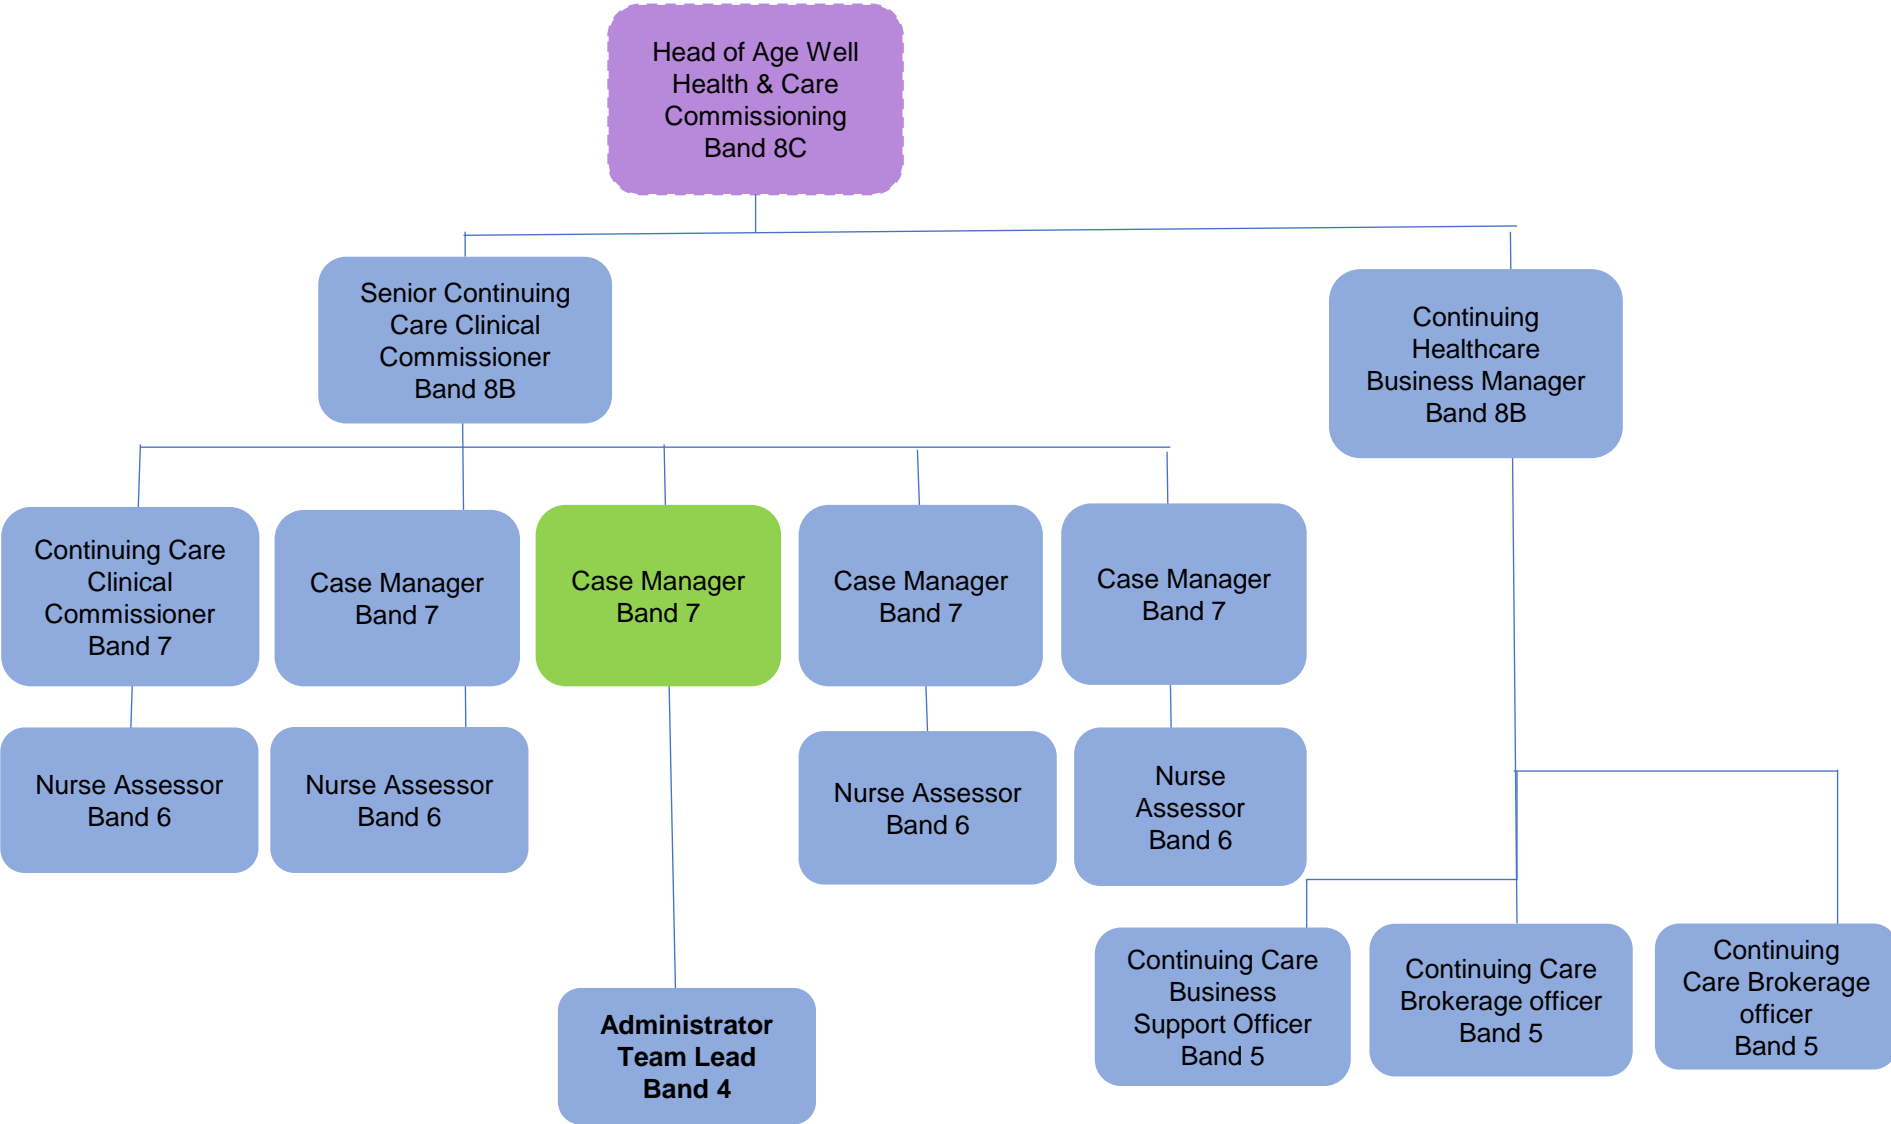 Head of Age Well
Health & Care
Commissioning
Band 8C
Senior Continuing
Care Clinical
Commissioner
Band 8B
Continuing
Healthcare
Business Manager
Band 8B
Continuing Care
Clinical
Commissioner
Band 7
Case Manager
Band 7
Case Manager
Band 7
Case Manager
Band 7
Case Manager
Band 7
Nurse Assessor
Band 6
Nurse Assessor
Band 6
Nurse Assessor
Band 6
Nurse
Assessor
Band 6
Administrator
Team Lead
Band 4
Continuing Care
Business
Support Officer
Band 5
Continuing Care
Brokerage officer
Band 5
Continuing
Care Brokerage
officer
Band 5